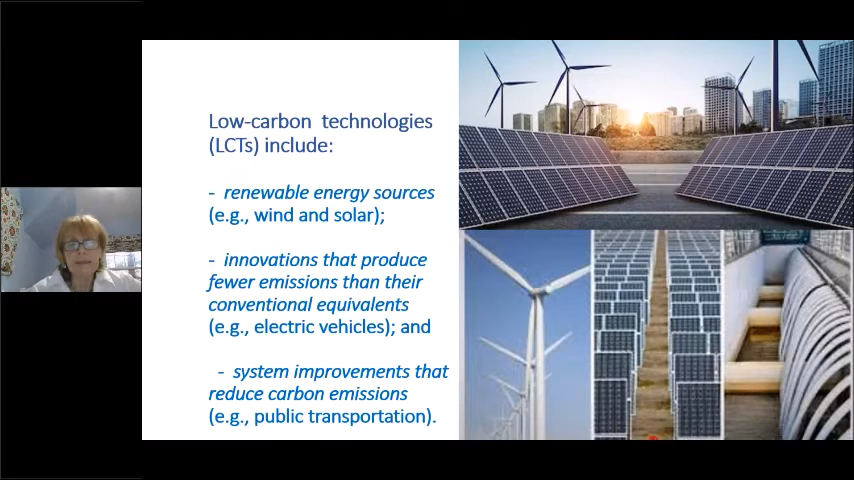 Low-carbon technologies
(LCTs) include:
- renewable energy sources
(e.g., wind and solar);
- innovations that produce
fewer emissions than their
conventional equivalents
(e.g., electric vehicles); and
- system improvements that
reduce carbon emissions
(e.g., public transportation).